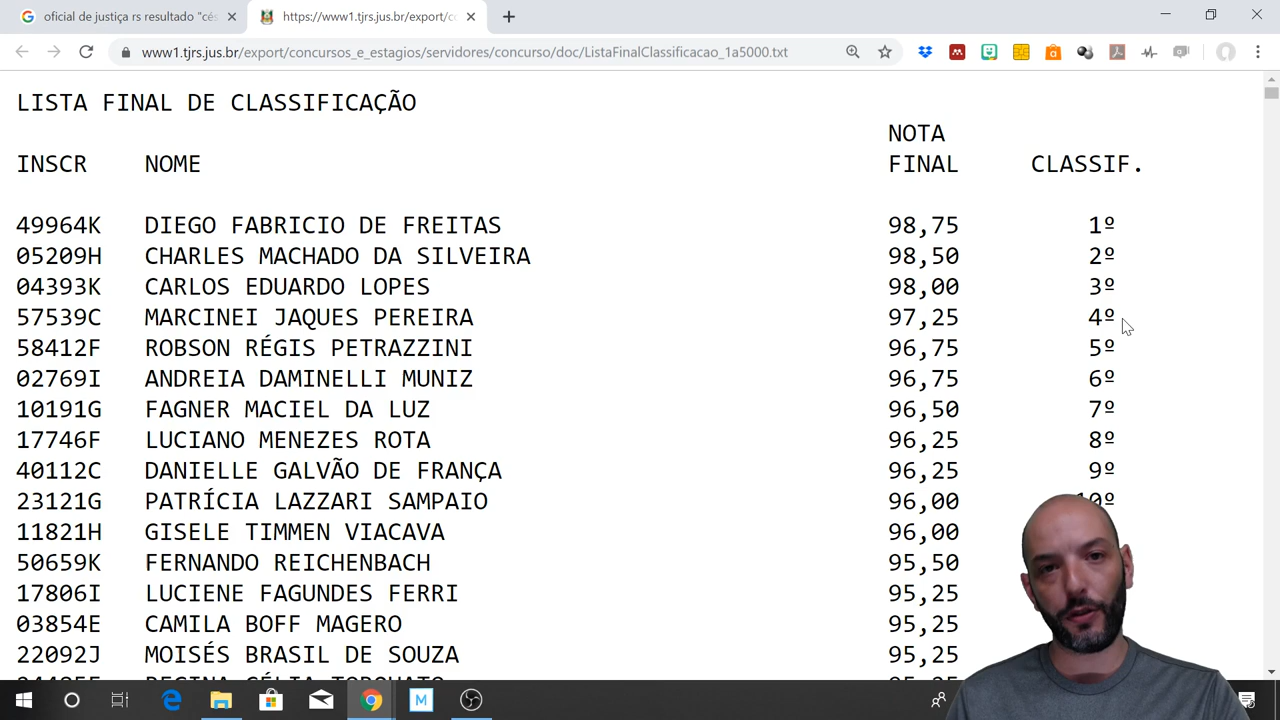 oficial de justiça rs resultado "cés
https://www1.tjrs.jus.br/export/co
www1.tjrs.jus.br/export/concursos_e_estagios/servidores/concurso/doc/ListaFinalClassificacao_1a5000.txt
LISTA FINAL DE CLASSIFICAÇÃO
NOTA
INSCR NOME FINAL CLASSIF.
49964K DIEGO FABRICIO DE FREITAS 98,75 1º
05209H CHARLES MACHADO DA SILVEIRA 98,50 2º
04393K CARLOS EDUARDO LOPES 98,00 3º
57539C MARCINEI JAQUES PEREIRA 97,25 4º
58412F ROBSON RÉGIS PETRAZZINI 96,75 5º
02769I ANDREIA DAMINELLI MUNIZ 96,75 6º
10191G FAGNER MACIEL DA LUZ 96,50 7º
17746F LUCIANO MENEZES ROTA 96,25 8º
40112C DANIELLE GALVÃO DE FRANÇA 96,25 9º
23121G PATRÍCIA LAZZARI SAMPAIO 96,00 10º
11821H GISELE TIMMEN VIACAVA 96,00
50659K FERNANDO REICHENBACH 95,50
17806I LUCIENE FAGUNDES FERRI 95,25
03854E CAMILA BOFF MAGERO 95,25
22092J MOISÉS BRASIL DE SOUZA 95,25
M